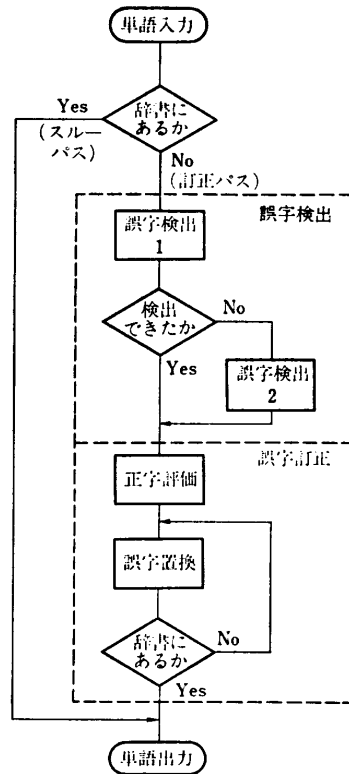 単語入力
Yes
(スルー
パス)
辞書に
あるか
No
(訂正パス)
誤字検出
誤字検出
1
検出
できたか
No
Yes
誤字検出
2
誤字訂正
正字評価
誤字置換
辞書に
あるか
No
Yes
単語出力